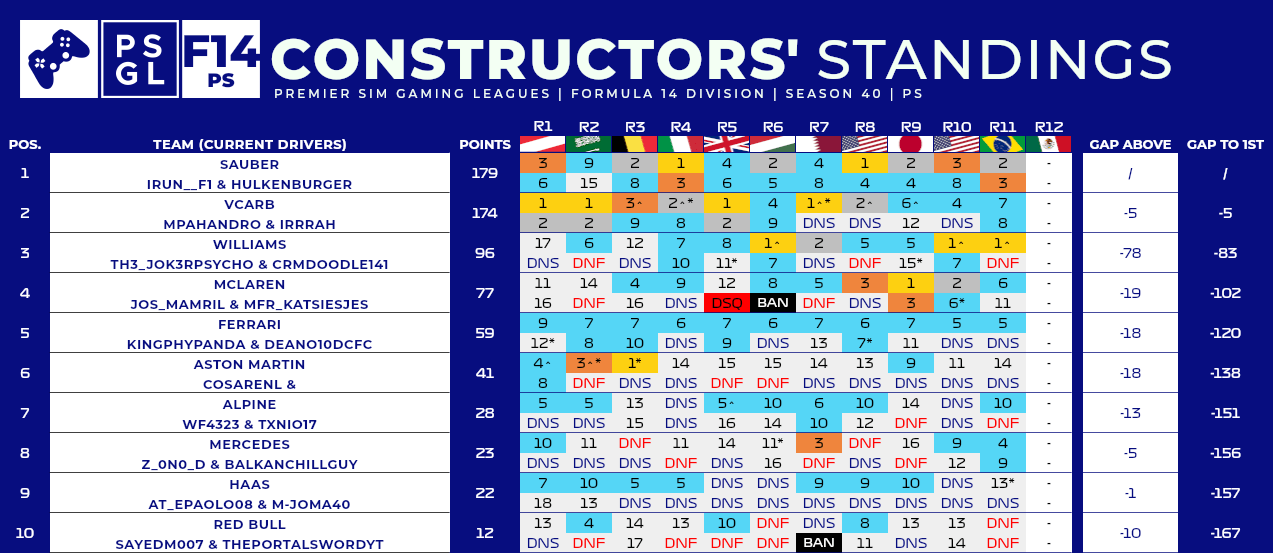 PS
GL
F14
PS
CONSTRUCTORS' STANDINGS
PREMIER SIM GAMING LEAGUES | FORMULA 14 DIVISION | SEASON 40 | PS
POS. TEAM (CURRENT DRIVERS) POINTS R1 R2 R3 R4 R5 R6 R7 R8 R9 R10 R11 R12 GAP ABOVE GAP TO 1ST
SAUBER 3 9 2 1 4 2 4 1 2 3 2 -
1 179 / /
IRUN__F1 & HULKENBURGER 6 15 8 3 6 5 8 4 4 8 3 -
VCARB 1 1 3^ 2^* 1 4 1^* 2^ 6^ 4 7 -
2 174 -5 -5
MPAHANDRO & IRRRAH 2 2 9 8 2 9 DNS DNS 12 DNS 8 -
WILLIAMS 17 6 12 7 8 1^ 2 5 5 1^ 1^ -
3 96 -78 -83
TH3_JOK3RPSYCHO & CRMDOODLE141 DNS DNF DNS 10 11* 7 DNS DNF 15* 7 DNF -
MCLAREN 11 14 4 9 12 8 5 3 1 2 6 -
4 77 -19 -102
JOS_MAMRIL & MFR_KATSIESJES 16 DNF 16 DNS DSQ BAN DNF DNS 3 6* 11 -
FERRARI 9 7 7 6 7 6 7 6 7 5 5 -
5 59 -18 -120
KINGPHYPANDA & DEANO10DCFC 12* 8 10 DNS 9 DNS 13 7* 11 DNS DNS -
ASTON MARTIN 4^ 3^* 1* 14 15 15 14 13 9 11 14 -
6 41 -18 -138
COSARENL & 8 DNF DNS DNS DNF DNF DNS DNS DNS DNS DNS -
ALPINE 5 5 13 DNS 5^ 10 6 10 14 DNS 10 -
7 28 -13 -151
WF4323 & TXNIO17 DNS DNS 15 DNS 16 14 10 12 DNF DNS DNF -
MERCEDES 10 11 DNF 11 14 11* 3 DNF 16 9 4 -
8 23 -5 -156
Z_0N0_D & BALKANCHILLGUY DNS DNS DNS DNF DNS 16 DNF DNS DNF 12 9 -
HAAS 7 10 5 5 DNS DNS 9 9 10 DNS 13* -
9 22 -1 -157
AT_EPAOLO08 & M-JOMA40 18 13 DNS DNS DNS DNS DNS DNS DNS DNS DNS -
RED BULL 13 4 14 13 10 DNF DNS 8 13 13 DNF -
10 12 -10 -167
SAYEDM007 & THEPORTALSWORDYT DNS DNF 17 DNF DNF DNF BAN 11 DNS 14 DNF -